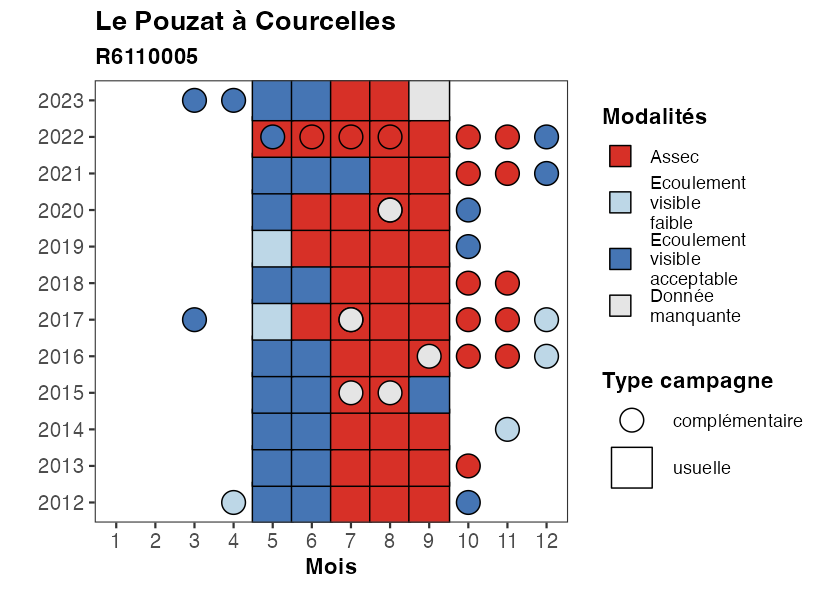 Le Pouzat à Courcelles
R6110005
2023
2022
2021
2020
2019
2018
2017
2016
2015
2014
2013
2012
1 2 3 4 5 6 7 8 9 10 11 12
Mois
Modalités
Assec
Ecoulement
visible
faible
Ecoulement
visible
acceptable
Donnée
manquante
Type campagne
complémentaire
usuelle